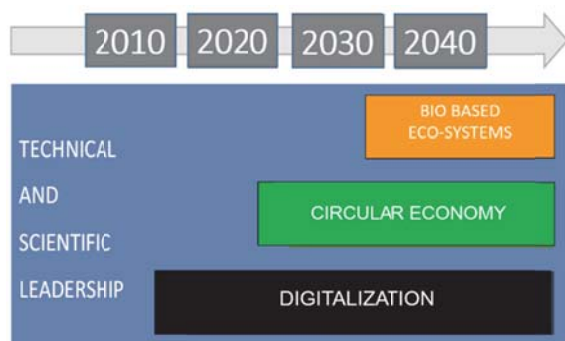 2010 2020 2030 2040
BIO BASED
ECO-SYSTEMS
TECHNICAL
AND
SCIENTIFIC
LEADERSHIP
CIRCULAR ECONOMY
DIGITALIZATION